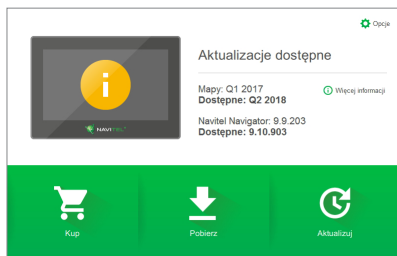 Opcje
Aktualizacje dostępne
Mapy: Q1 2017
Dostępne: Q2 2018
Więcej informacji
Navitel Navigator: 9.9.203
Dostępne: 9.10.903
NAVITEL
Kup
Pobierz
Aktualizuj